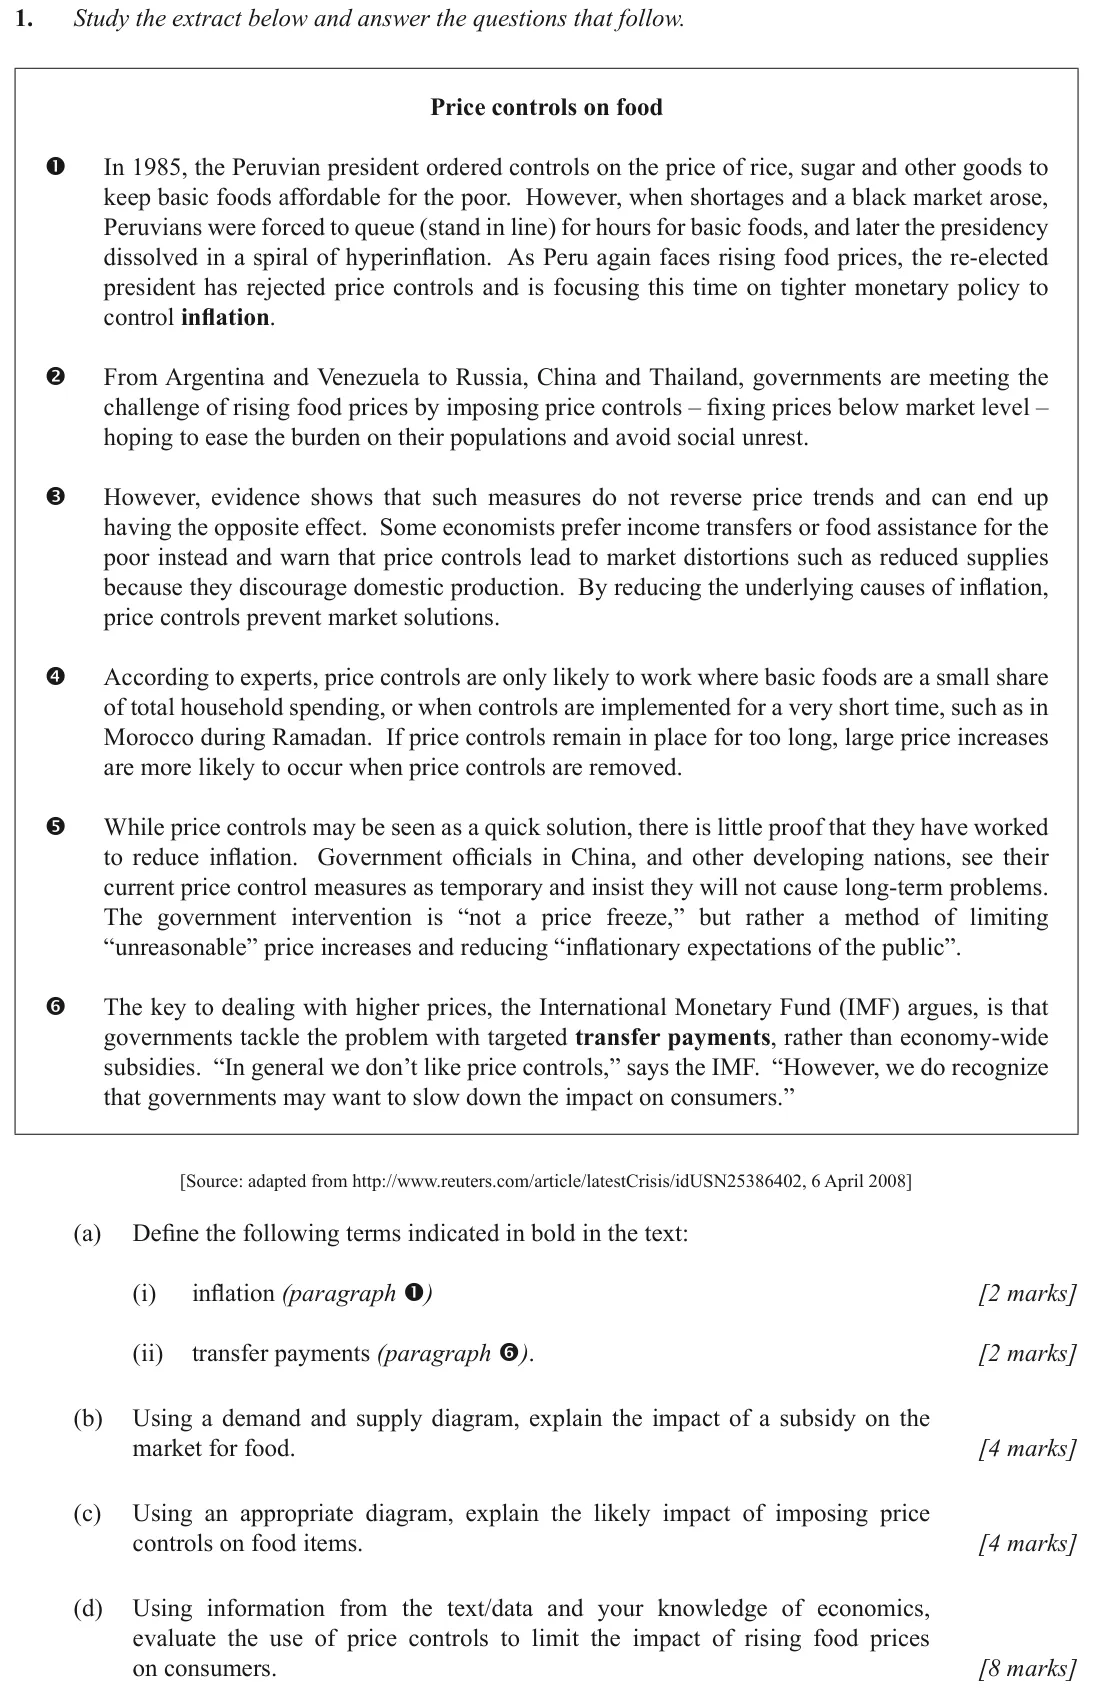 1. Study the extract below and answer the questions that follow.
Price controls on food
❶ In 1985, the Peruvian president ordered controls on the price of rice, sugar and other goods to
keep basic foods affordable for the poor. However, when shortages and a black market arose,
Peruvians were forced to queue (stand in line) for hours for basic foods, and later the presidency
dissolved in a spiral of hyperinflation. As Peru again faces rising food prices, the re-elected
president has rejected price controls and is focusing this time on tighter monetary policy to
control inflation.
❷ From Argentina and Venezuela to Russia, China and Thailand, governments are meeting the
challenge of rising food prices by imposing price controls – fixing prices below market level –
hoping to ease the burden on their populations and avoid social unrest.
❸ However, evidence shows that such measures do not reverse price trends and can end up
having the opposite effect. Some economists prefer income transfers or food assistance for the
poor instead and warn that price controls lead to market distortions such as reduced supplies
because they discourage domestic production. By reducing the underlying causes of inflation,
price controls prevent market solutions.
❹ According to experts, price controls are only likely to work where basic foods are a small share
of total household spending, or when controls are implemented for a very short time, such as in
Morocco during Ramadan. If price controls remain in place for too long, large price increases
are more likely to occur when price controls are removed.
❺ While price controls may be seen as a quick solution, there is little proof that they have worked
to reduce inflation. Government officials in China, and other developing nations, see their
current price control measures as temporary and insist they will not cause long-term problems.
The government intervention is “not a price freeze,” but rather a method of limiting
“unreasonable” price increases and reducing “inflationary expectations of the public”.
❻ The key to dealing with higher prices, the International Monetary Fund (IMF) argues, is that
governments tackle the problem with targeted transfer payments, rather than economy-wide
subsidies. “In general we don’t like price controls,” says the IMF. “However, we do recognize
that governments may want to slow down the impact on consumers.”
[Source: adapted from http://www.reuters.com/article/latestCrisis/idUSN25386402, 6 April 2008]
(a) Define the following terms indicated in bold in the text:
(i) inflation (paragraph ❶) [2 marks]
(ii) transfer payments (paragraph ❻). [2 marks]
(b) Using a demand and supply diagram, explain the impact of a subsidy on the
market for food. [4 marks]
(c) Using an appropriate diagram, explain the likely impact of imposing price
controls on food items. [4 marks]
(d) Using information from the text/data and your knowledge of economics,
evaluate the use of price controls to limit the impact of rising food prices
on consumers. [8 marks]